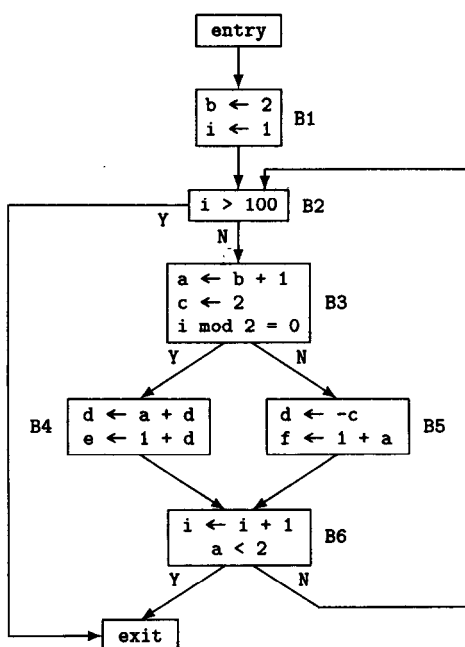 entry
b ← 2
i ← 1
B1
i > 100
B2
Y
N
a ← b + 1
c ← 2
i mod 2 = 0
B3
Y
N
B4
d ← a + d
e ← 1 + d
d ← -c
f ← 1 + a
B5
i ← i + 1
a < 2
B6
Y
N
exit